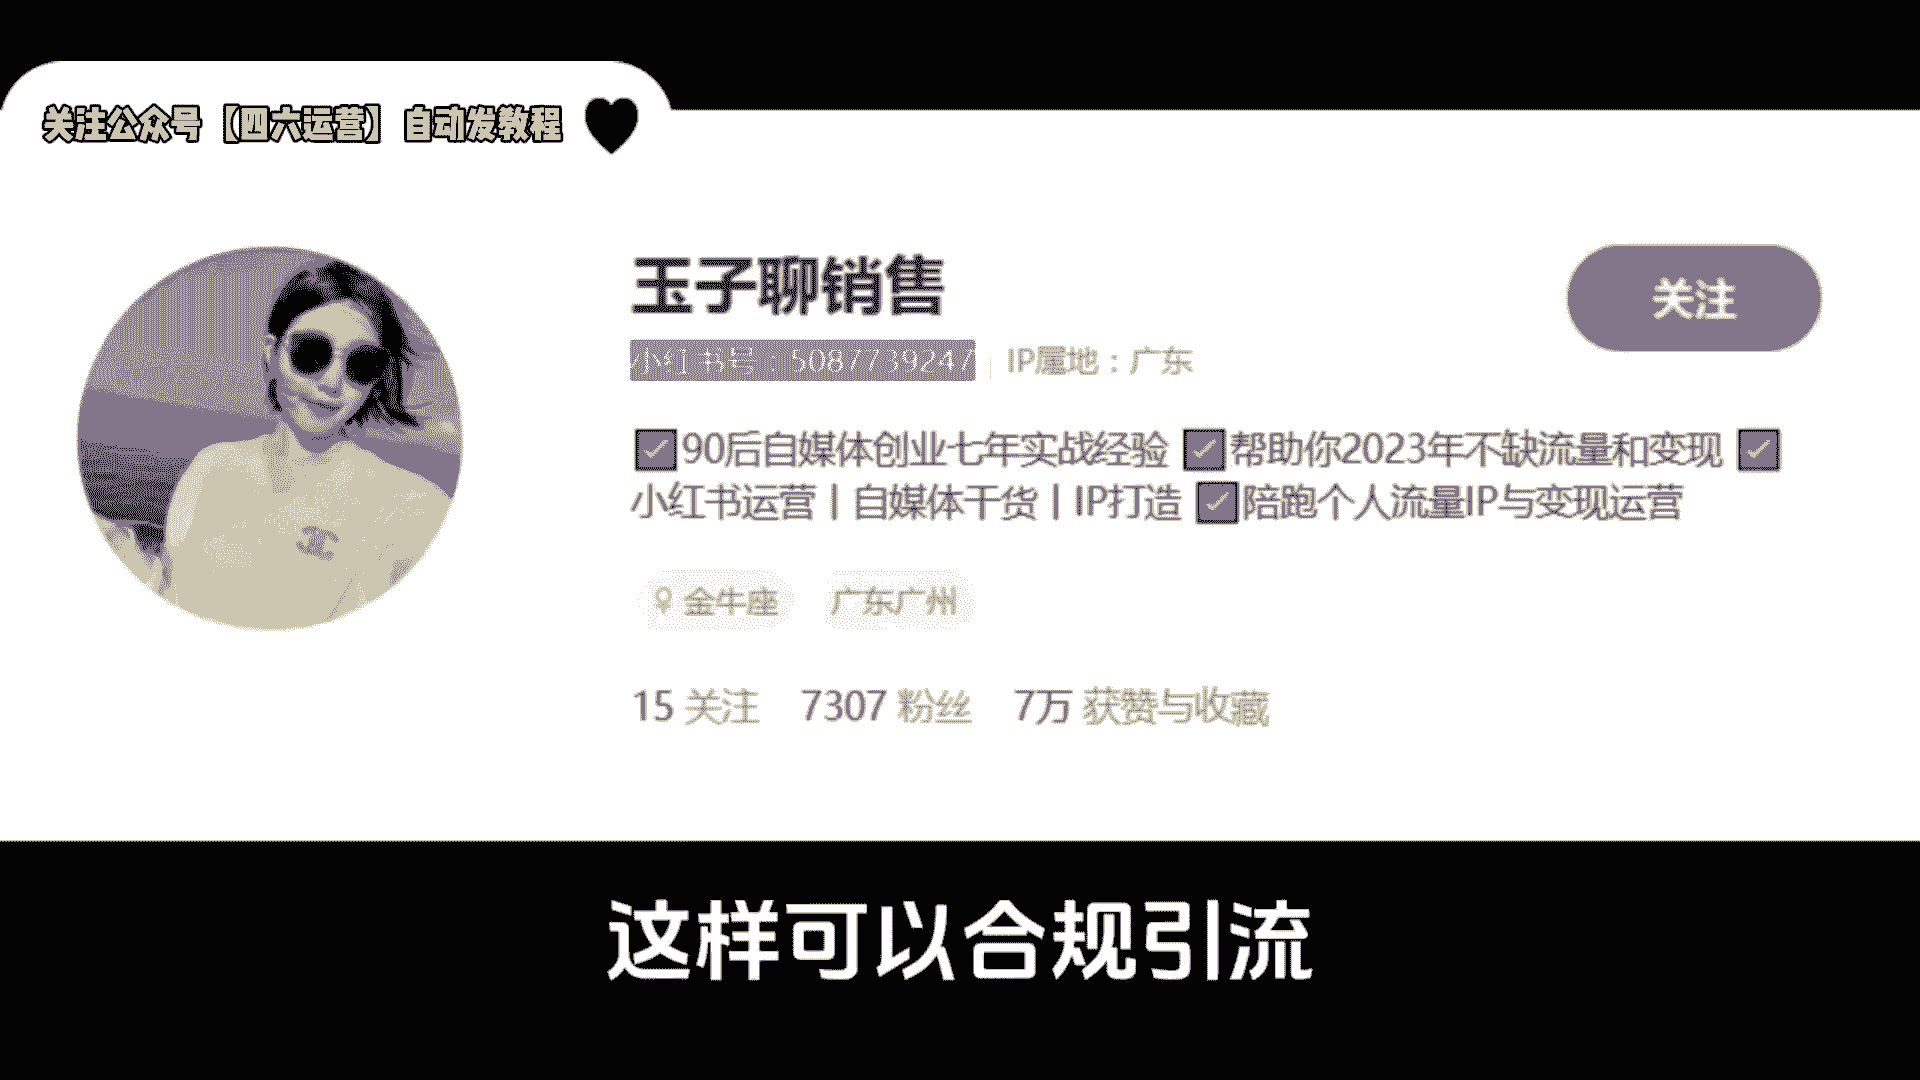 关注公众号【四六运营】自动发教程
玉子聊销售
关注
小红书号：5087739247
IP属地：广东
90后自媒体创业七年实战经验 帮助你2023年不缺流量和变现
小红书运营丨自媒体干货丨IP打造 陪跑个人流量IP与变现运营
金牛座 广东广州
15 关注 7307 粉丝 7万 获赞与收藏
这样可以合规引流